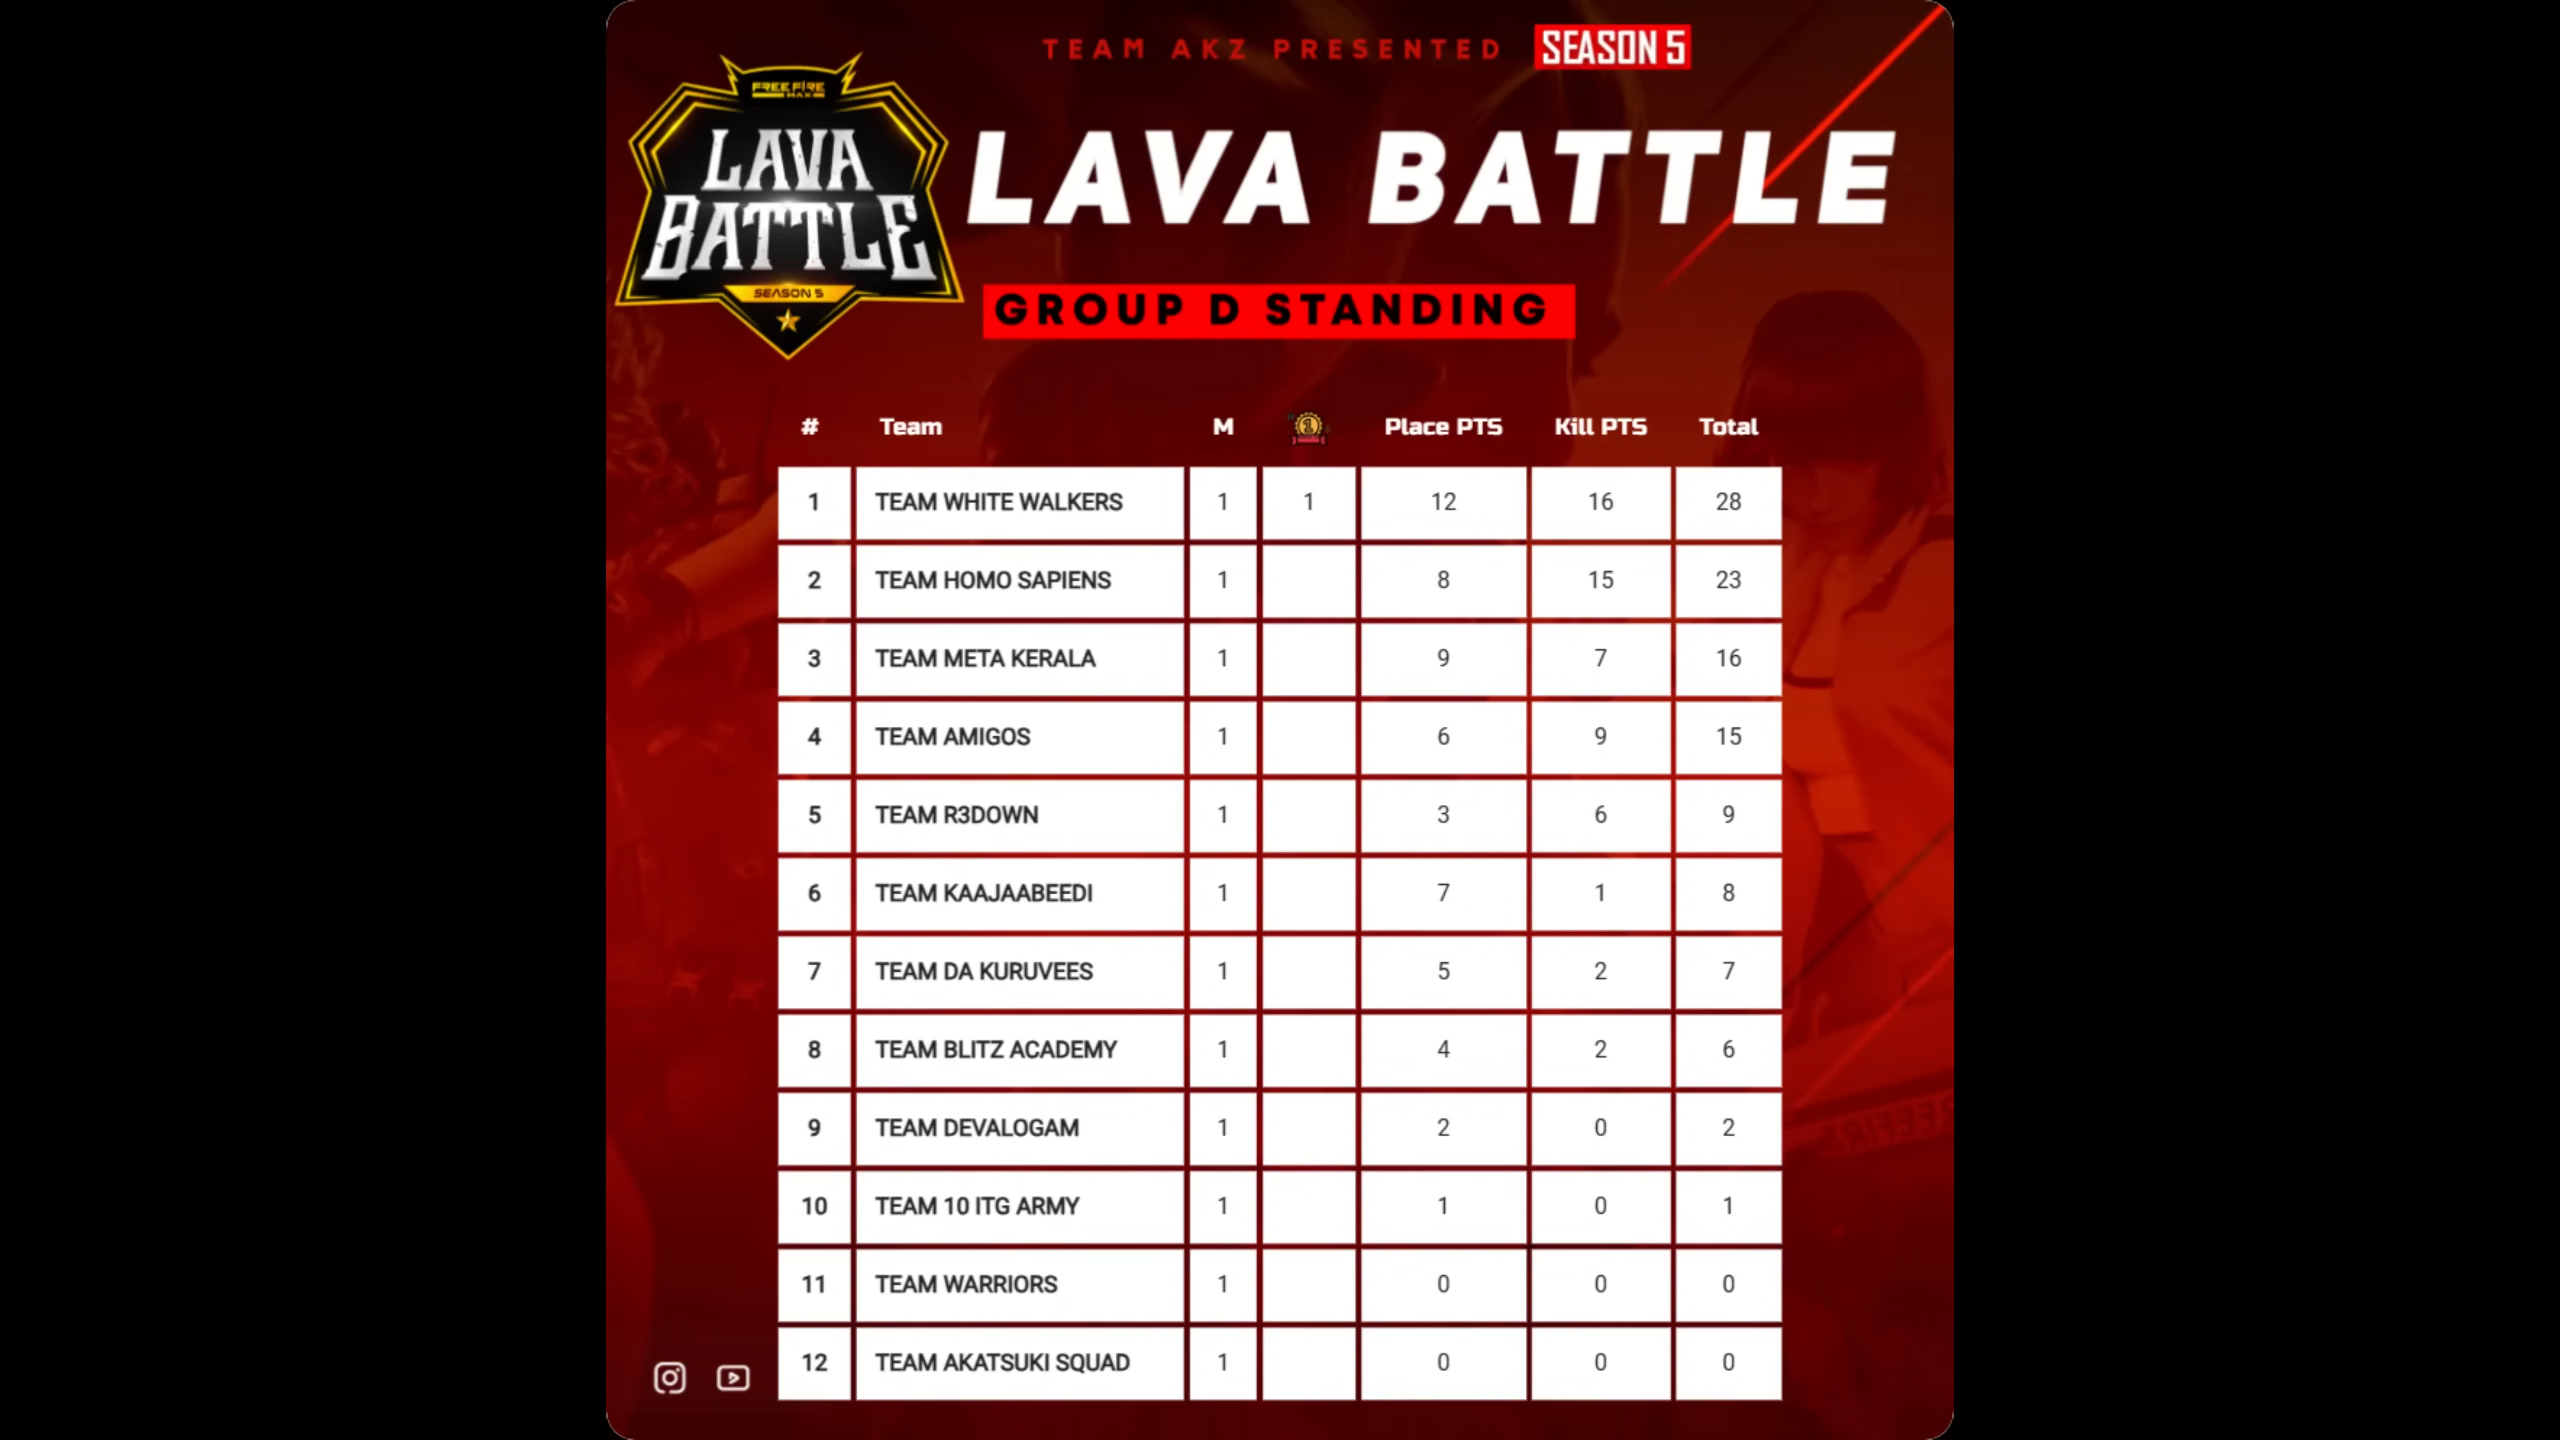 TEAM AKZ PRESENTED SEASON 5
FREE FIRE
MAX
LAVA
BATTLE
SEASON 5
LAVA BATTLE
GROUP D STANDING
# Team M 1 Place PTS Kill PTS Total
1 TEAM WHITE WALKERS 1 1 12 16 28
2 TEAM HOMO SAPIENS 1 8 15 23
3 TEAM META KERALA 1 9 7 16
4 TEAM AMIGOS 1 6 9 15
5 TEAM R3DOWN 1 3 6 9
6 TEAM KAAJAABEEDI 1 7 1 8
7 TEAM DA KURUVEES 1 5 2 7
8 TEAM BLITZ ACADEMY 1 4 2 6
9 TEAM DEVALOGAM 1 2 0 2
10 TEAM 10 ITG ARMY 1 1 0 1
11 TEAM WARRIORS 1 0 0 0
12 TEAM AKATSUKI SQUAD 1 0 0 0